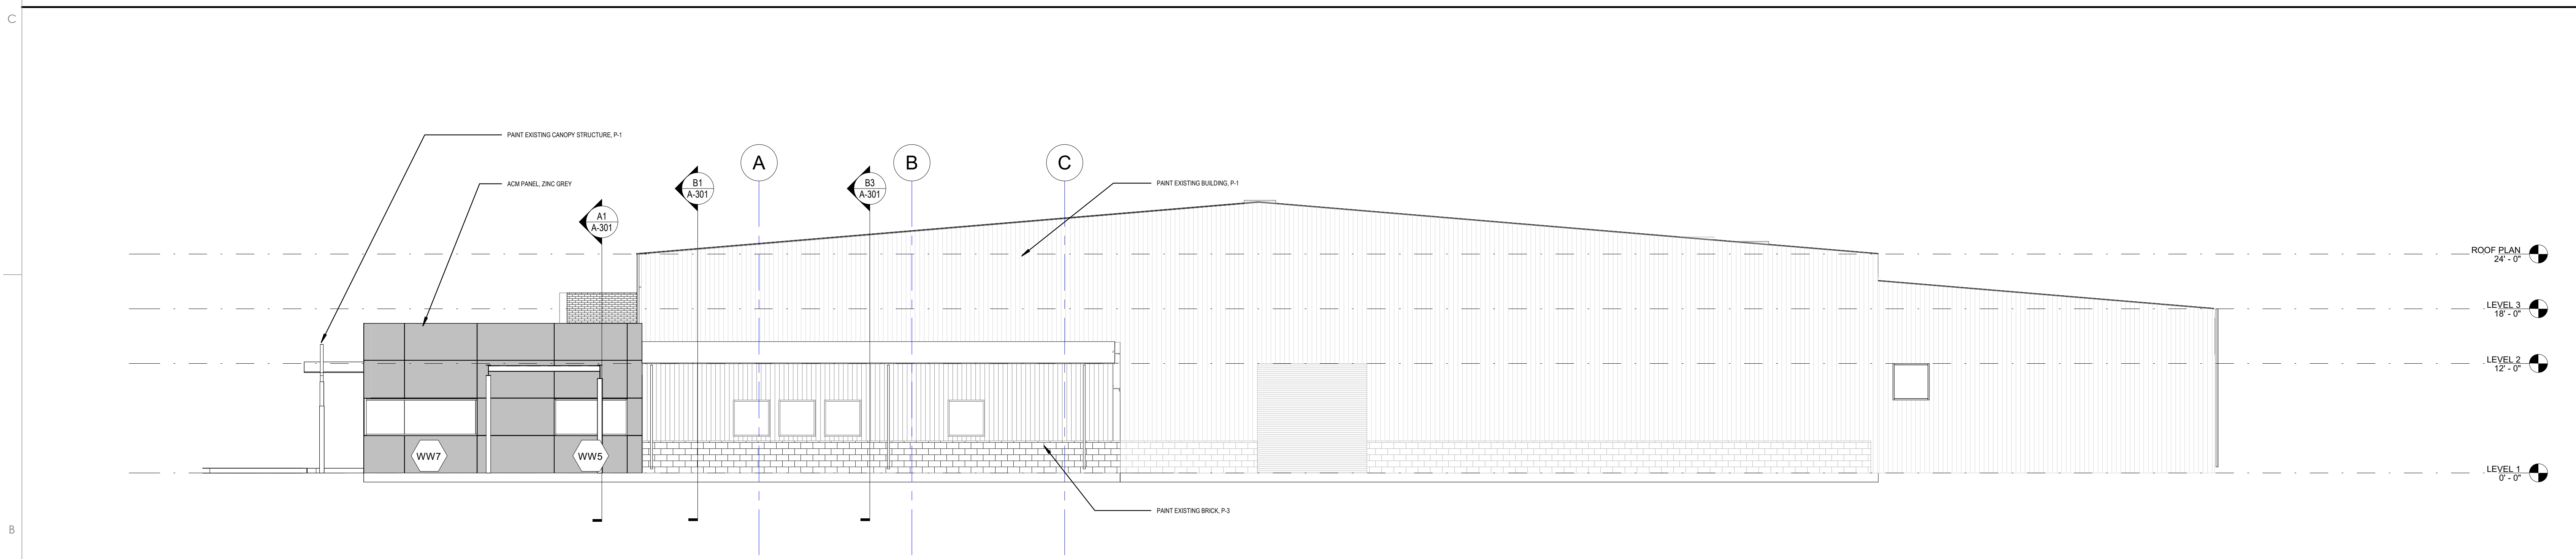 C
PAINT EXISTING CANOPY STRUCTURE, P-1
A
B
C
B1
A-301
B3
A-301
ACM PANEL, ZINC GREY
PAINT EXISTING BUILDING, P-1
A1
A-301
ROOF PLAN
24' - 0"
LEVEL 3
18' - 0"
LEVEL 2
12' - 0"
WW7
WW5
LEVEL 1
0' - 0"
PAINT EXISTING BRICK, P-3
B